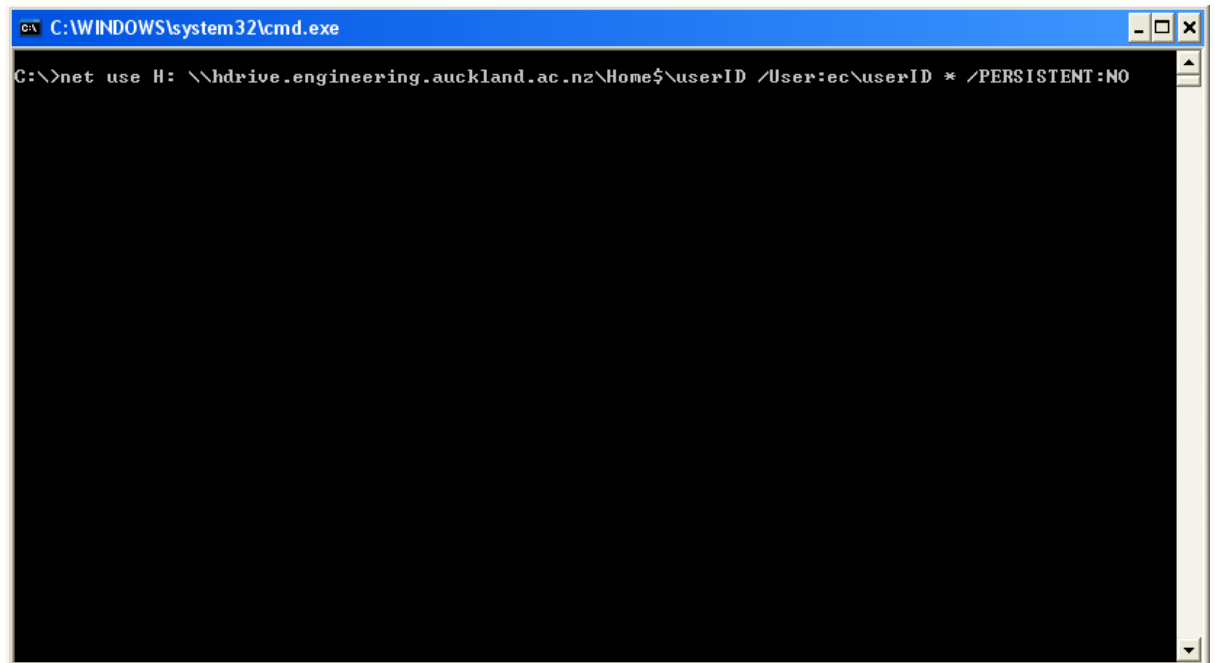 C:\WINDOWS\system32\cmd.exe
C:\>net use H: \\hdrive.engineering.auckland.ac.nz\Home$\userID /User:ec\userID * /PERSISTENT:NO